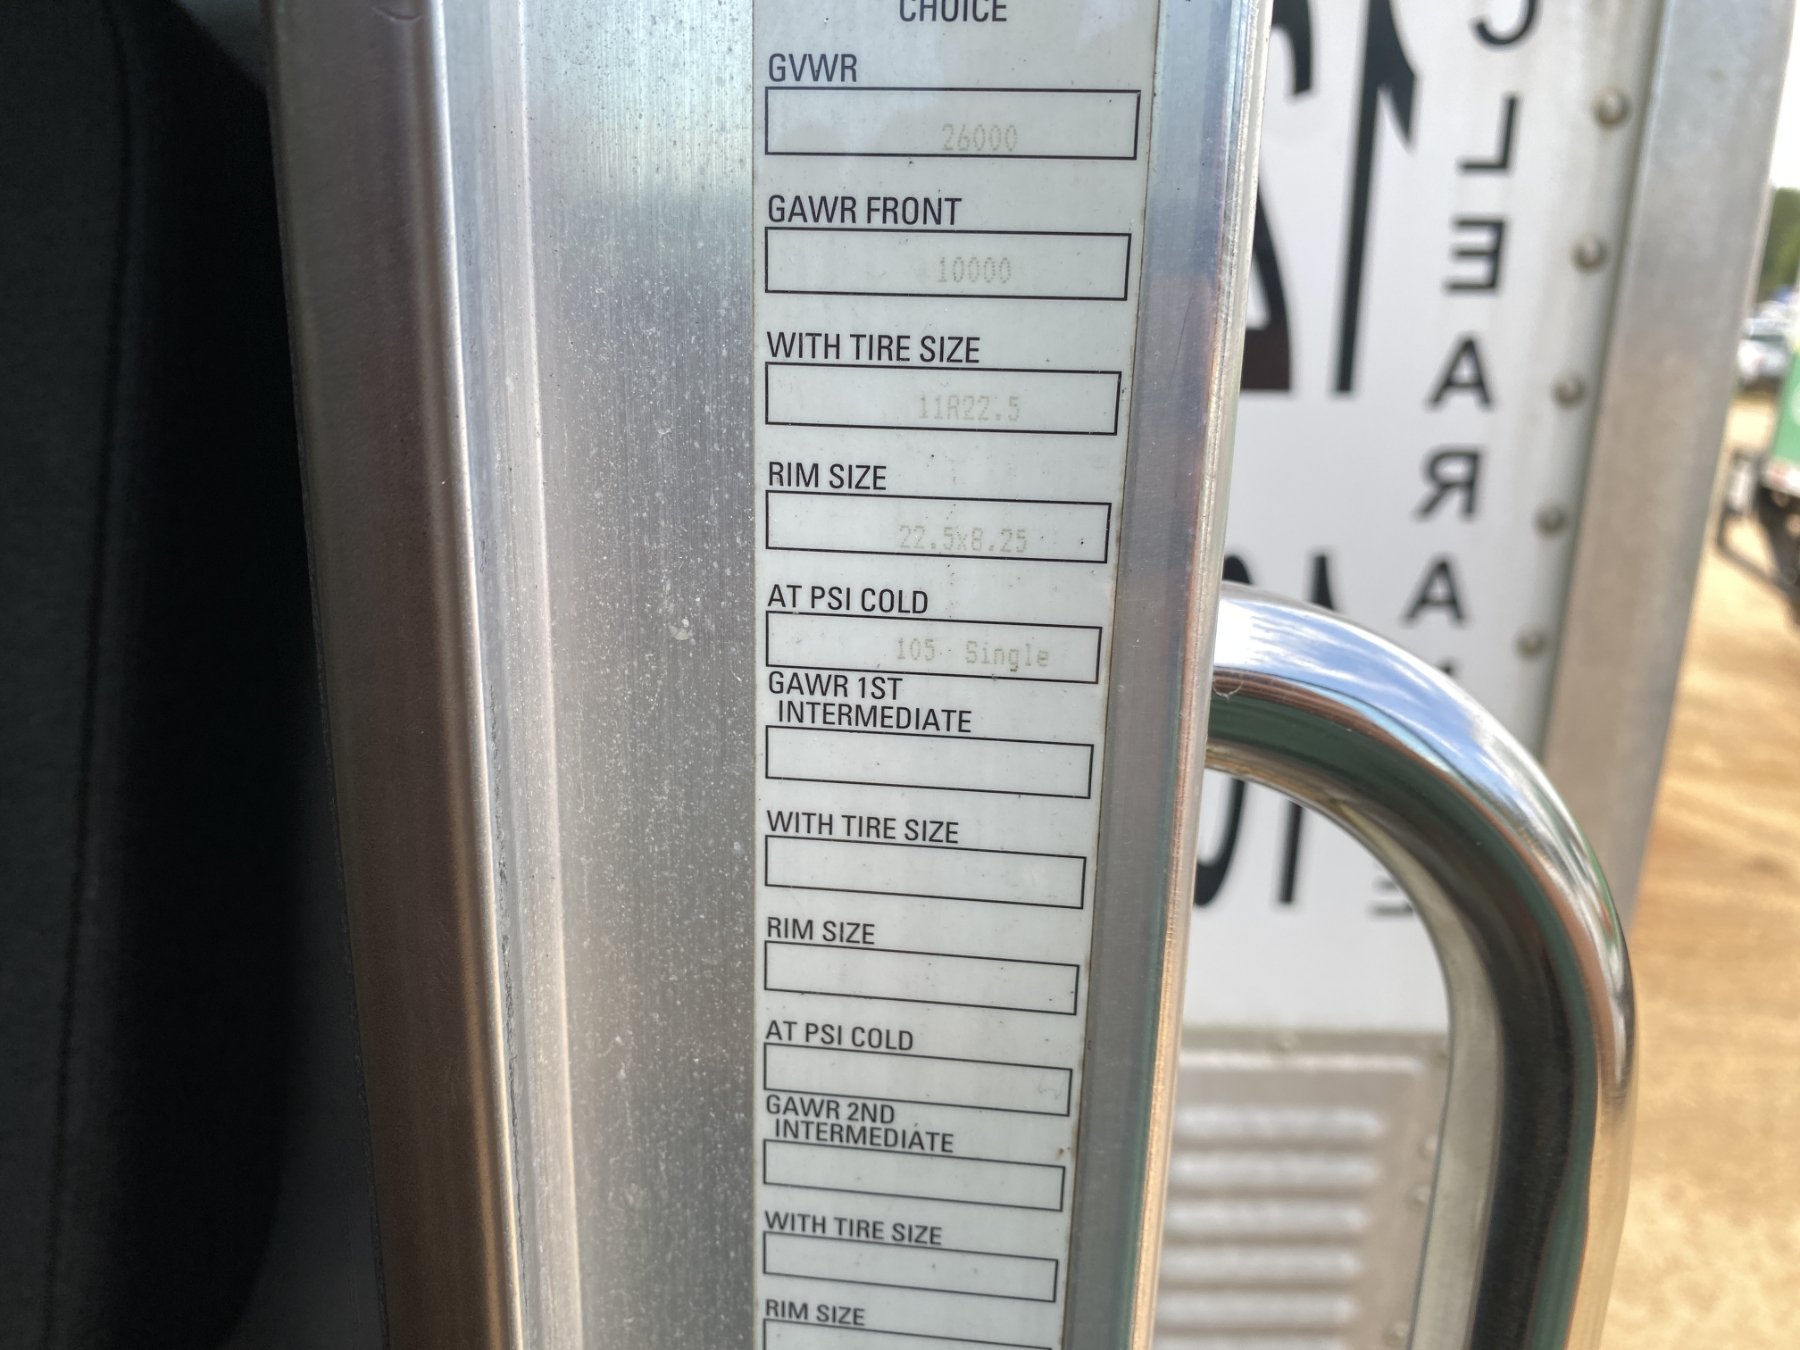 CHOICE
GVWR
26000
GAWR FRONT
10000
WITH TIRE SIZE
11R22.5
RIM SIZE
22.5x8.25
AT PSI COLD
105 Single
GAWR 1ST
INTERMEDIATE
WITH TIRE SIZE
RIM SIZE
AT PSI COLD
GAWR 2ND
INTERMEDIATE
WITH TIRE SIZE
RIM SIZE